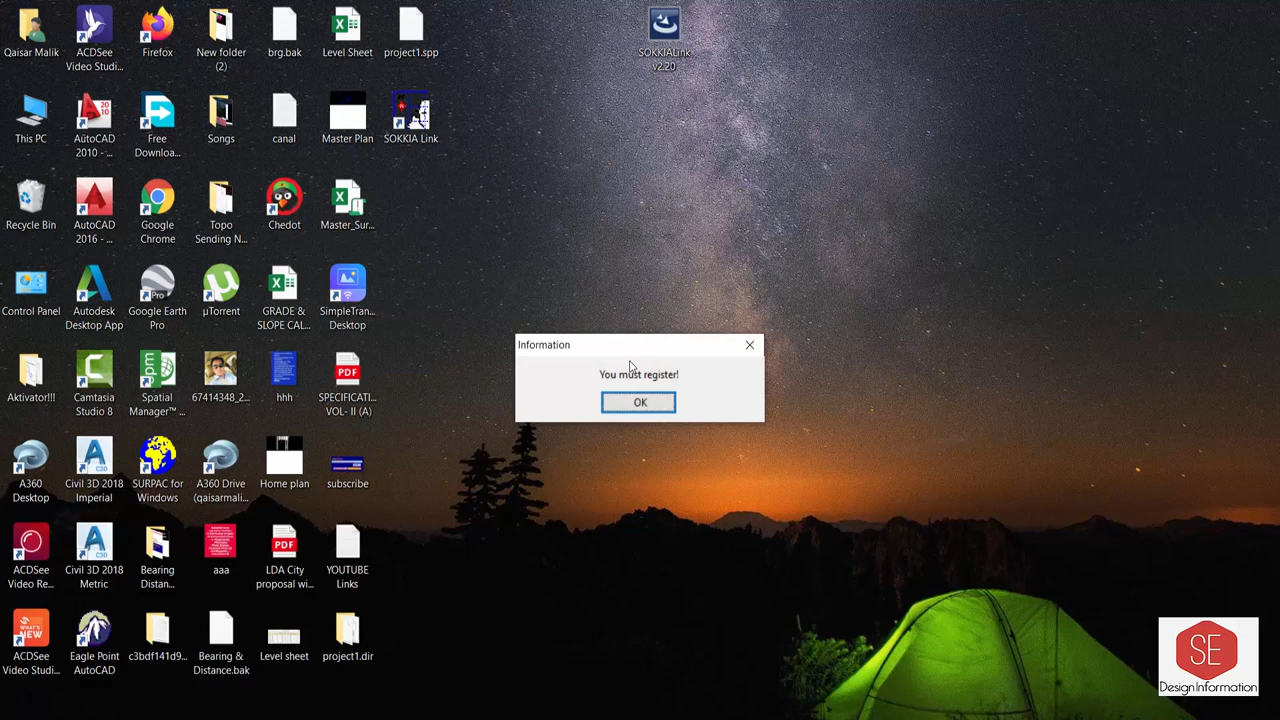 Qaisar Malik
ACDSee
Video Studi...
Firefox
New folder
(2)
brg.bak
Level Sheet
project1.spp
SOKKIALink
v2.20
This PC
AutoCAD
2010 - ...
Free
Downloa...
Songs
canal
Master Plan
SOKKIA Link
Recycle Bin
AutoCAD
2016 - ...
Google
Chrome
Topo
Sending N...
Chedot
Master_Sur...
Control Panel
Autodesk
Desktop App
Pro
Google Earth
Pro
µTorrent
GRADE &
SLOPE CAL...
SimpleTran...
Desktop
Information
You must register!
OK
Aktivator!!!
Camtasia
Studio 8
Spatial
Manager™ ...
67414348_2...
hhh
PDF
SPECIFICATI...
VOL- II (A)
A360
Desktop
Civil 3D 2018
Imperial
SURPAC for
Windows
A360 Drive
(qaisarmali...
Home plan
subscribe
ACDSee
Video Re...
Civil 3D 2018
Metric
Bearing
Distan...
aaa
PDF
LDA City
proposal wi...
YOUTUBE
Links
WHAT'S
NEW
ACDSee
Video Studi...
Eagle Point
AutoCAD
c3bdf141d9...
Bearing &
Distance.bak
Level sheet
project1.dir
SE
Design Information